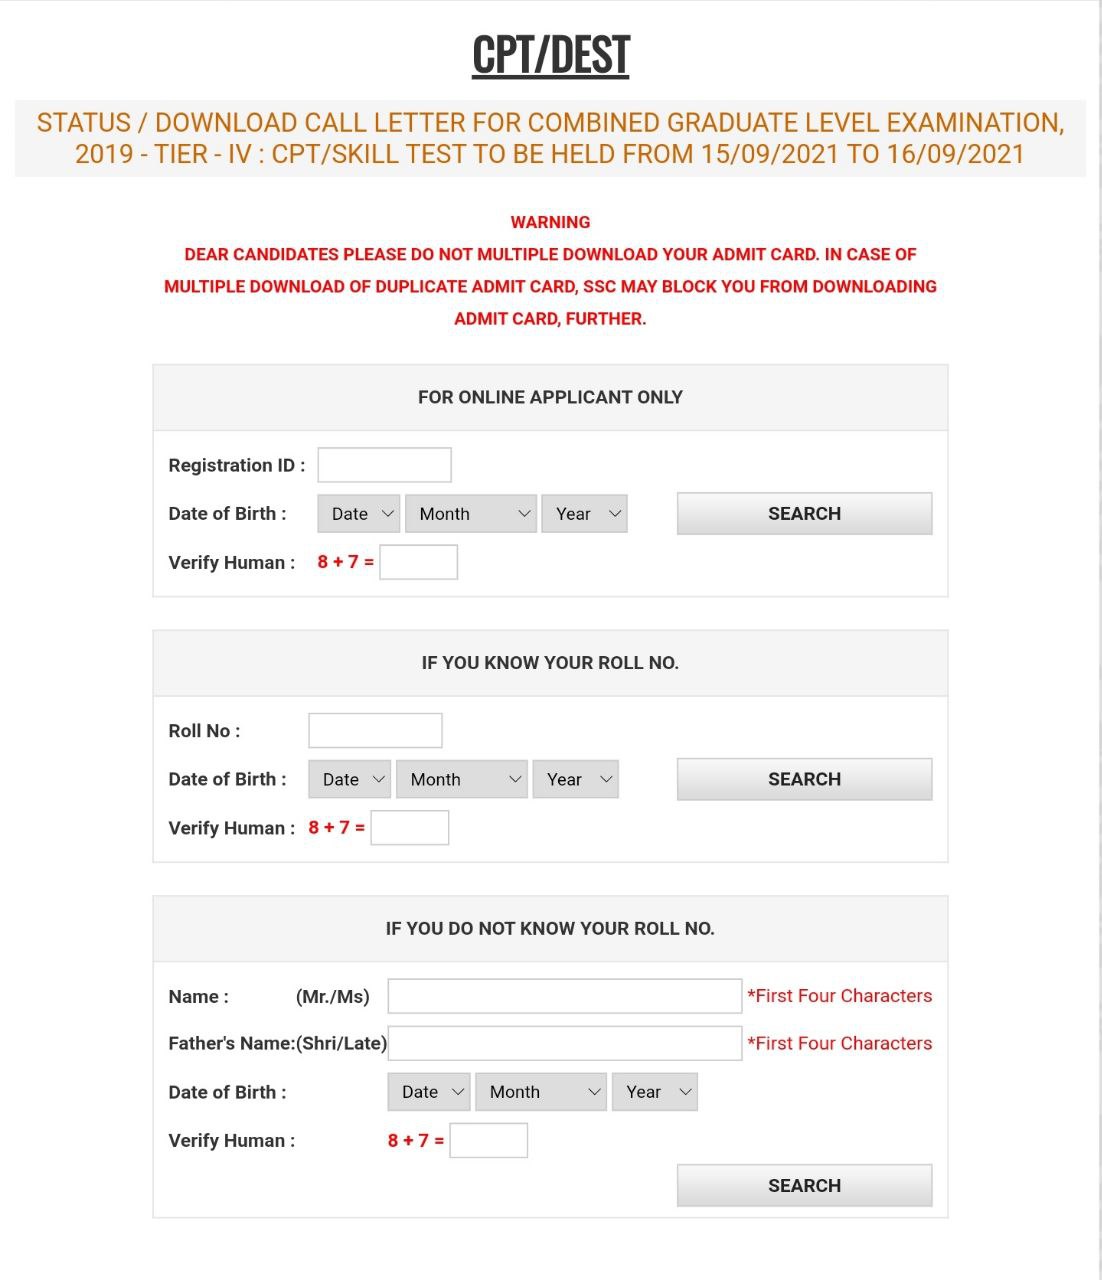 CPT/DEST
STATUS / DOWNLOAD CALL LETTER FOR COMBINED GRADUATE LEVEL EXAMINATION,
2019 - TIER - IV : CPT/SKILL TEST TO BE HELD FROM 15/09/2021 TO 16/09/2021
WARNING
DEAR CANDIDATES PLEASE DO NOT MULTIPLE DOWNLOAD YOUR ADMIT CARD. IN CASE OF
MULTIPLE DOWNLOAD OF DUPLICATE ADMIT CARD, SSC MAY BLOCK YOU FROM DOWNLOADING
ADMIT CARD, FURTHER.
FOR ONLINE APPLICANT ONLY
Registration ID :
Date of Birth : Date Month Year SEARCH
Verify Human : 8 + 7 =
IF YOU KNOW YOUR ROLL NO.
Roll No :
Date of Birth : Date Month Year SEARCH
Verify Human : 8 + 7 =
IF YOU DO NOT KNOW YOUR ROLL NO.
Name : (Mr./Ms) *First Four Characters
Father's Name:(Shri/Late) *First Four Characters
Date of Birth : Date Month Year
Verify Human : 8 + 7 =
SEARCH